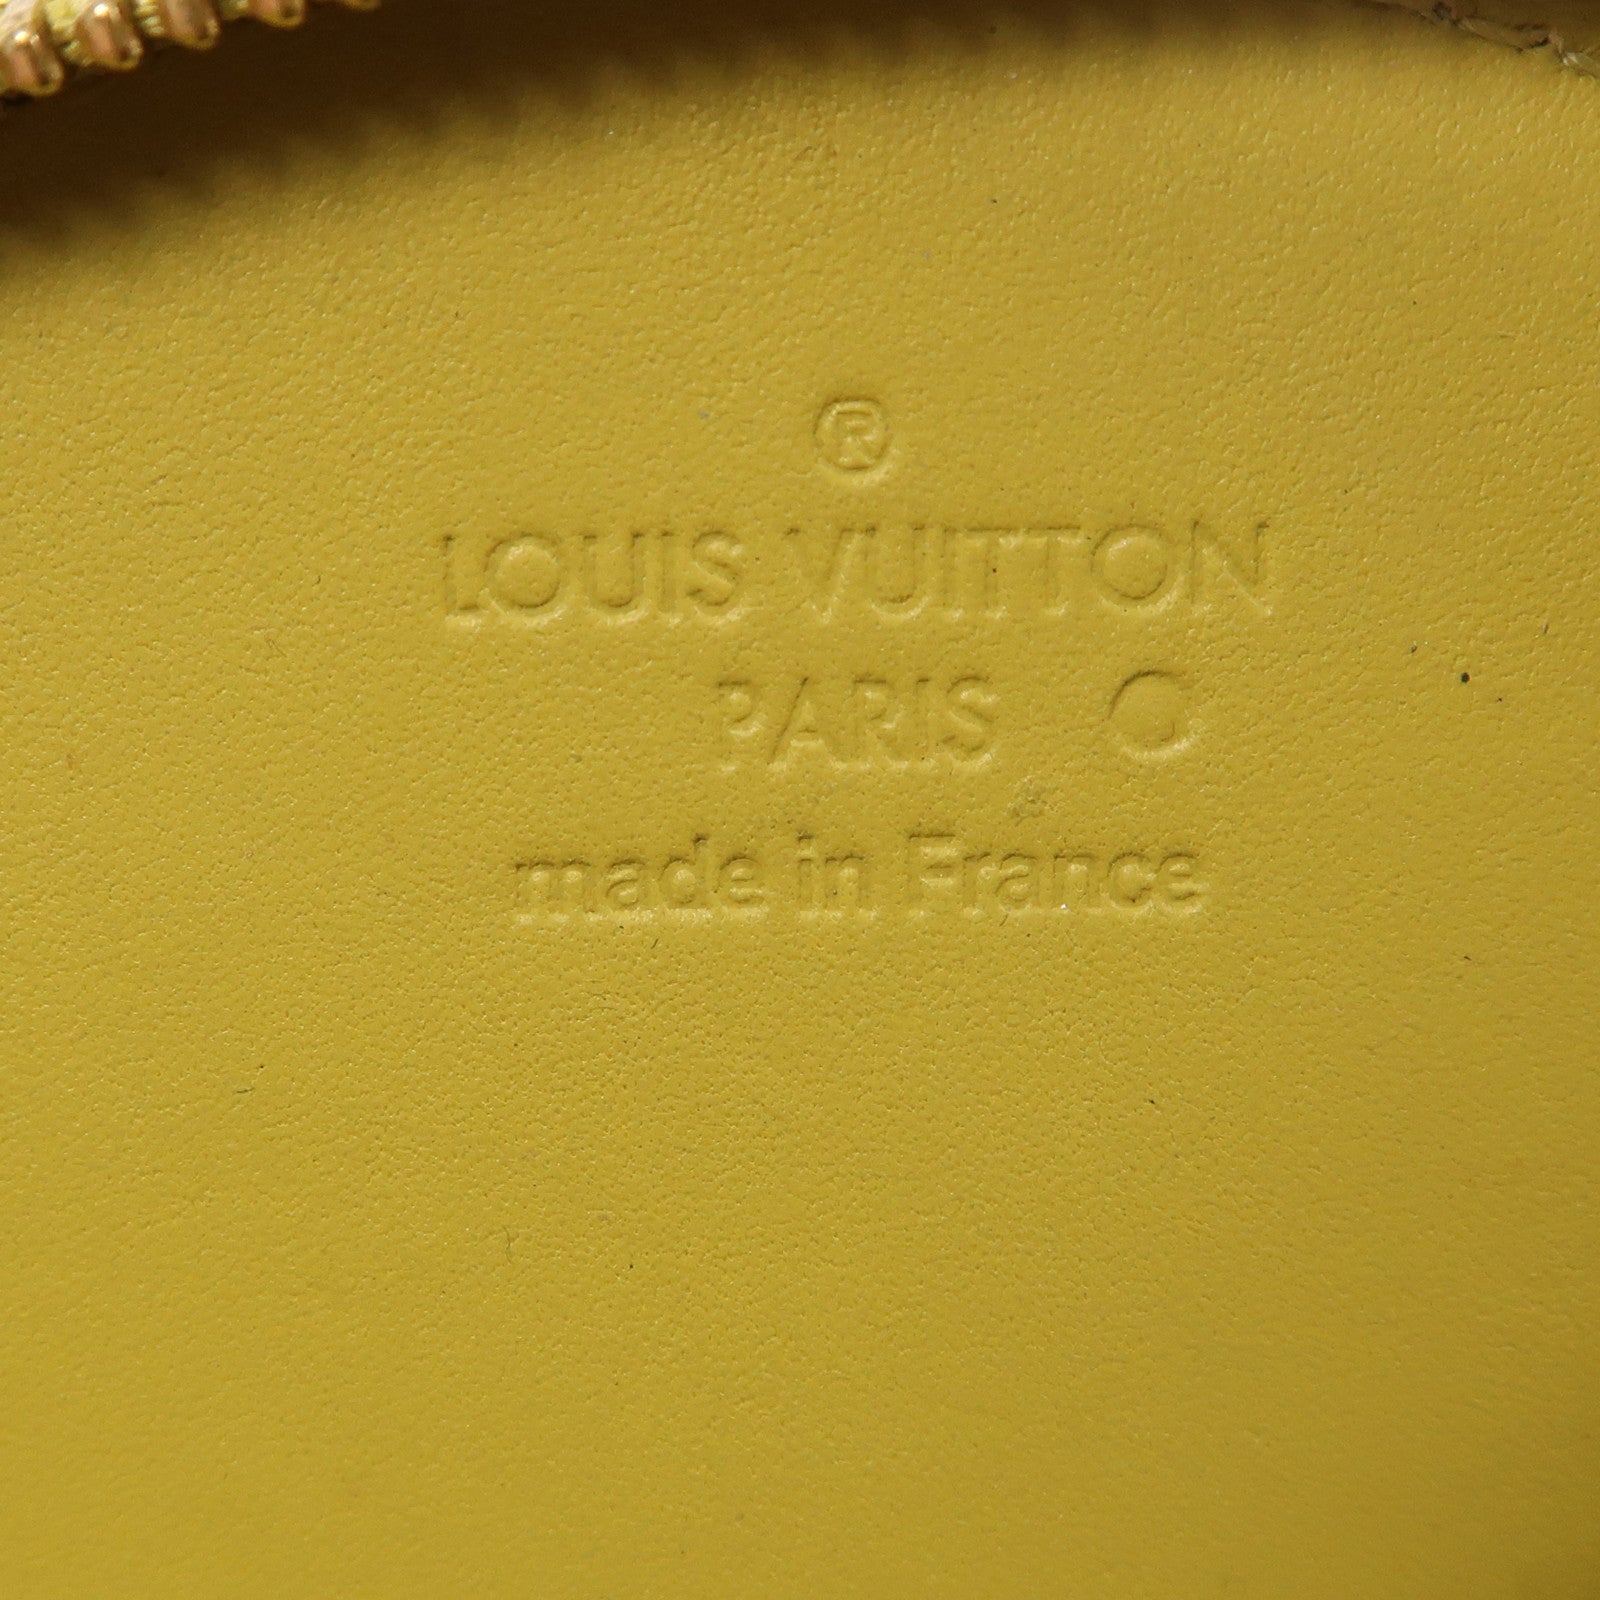 ®
LOUIS VUITTON
PARIS O
made in France